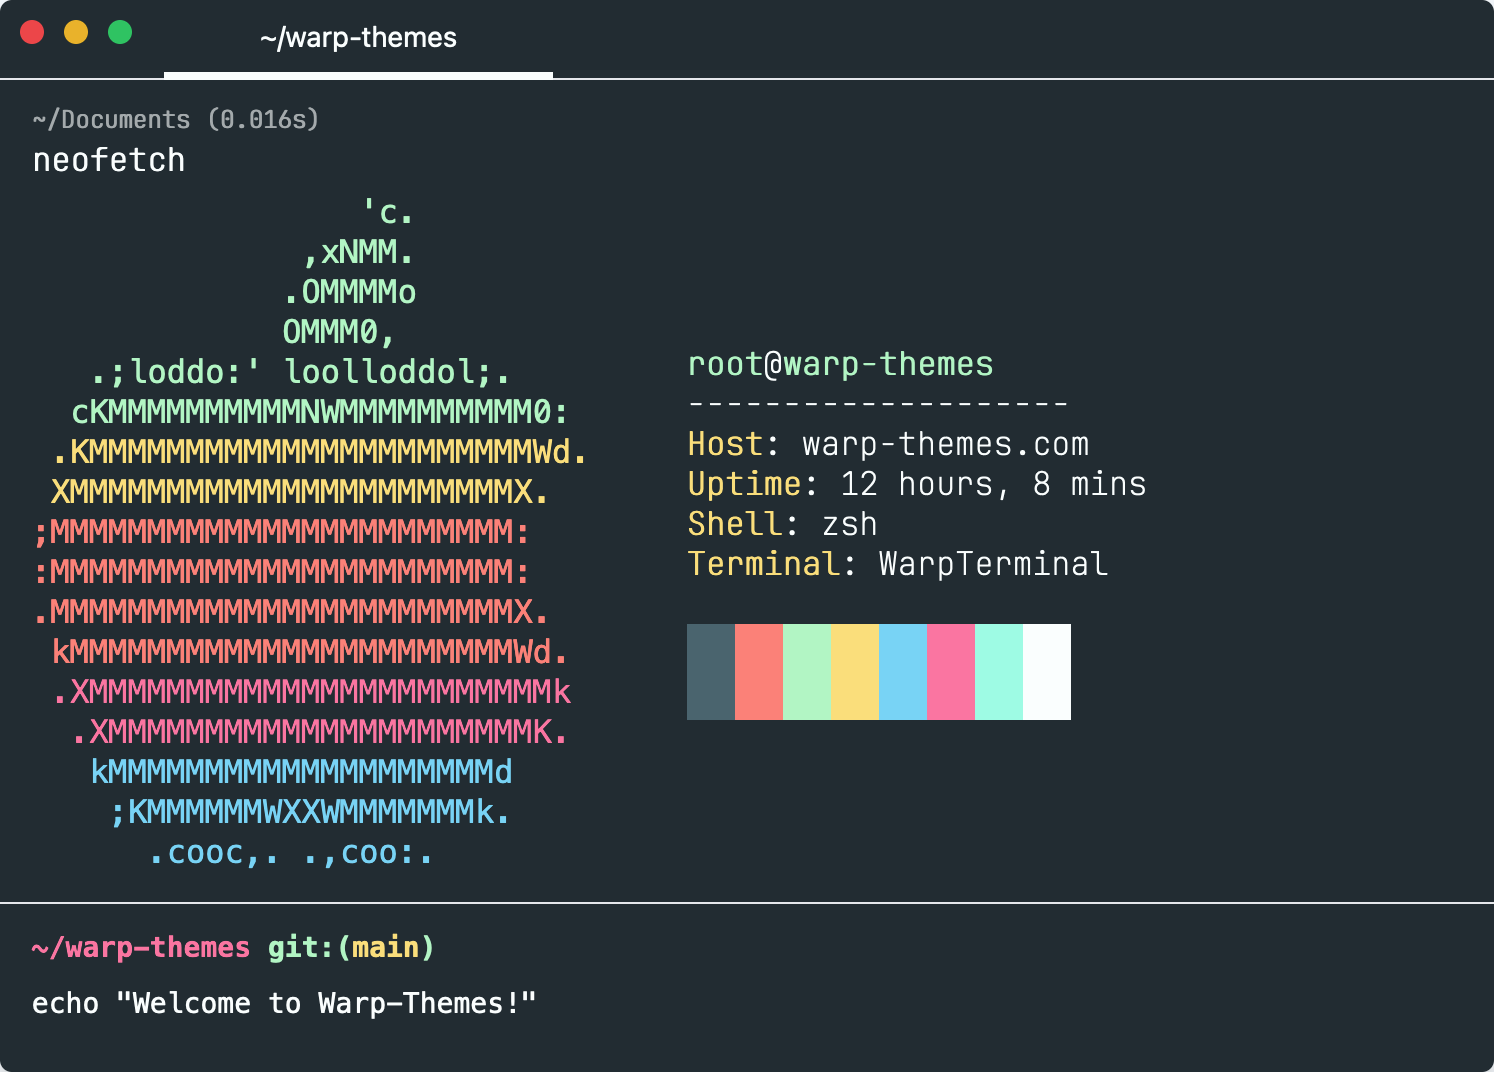 ~/warp-themes
~/Documents (0.016s)
neofetch
'c.
,xNMM.
.OMMMMo
OMMM0,
.;loddo:' loolloddol;.
cKMMMMMMMMMMNWMMMMMMMMMM0:
.KMMMMMMMMMMMMMMMMMMMMMMMWd.
XMMMMMMMMMMMMMMMMMMMMMMMX.
;MMMMMMMMMMMMMMMMMMMMMMMM:
:MMMMMMMMMMMMMMMMMMMMMMMM:
.MMMMMMMMMMMMMMMMMMMMMMMMX.
kMMMMMMMMMMMMMMMMMMMMMMMWd.
.XMMMMMMMMMMMMMMMMMMMMMMMMk
.XMMMMMMMMMMMMMMMMMMMMMMK.
kMMMMMMMMMMMMMMMMMMMMd
;KMMMMMMWXXWMMMMMMMk.
.cooc,. .,coo:.
root@warp-themes
--------------------
Host: warp-themes.com
Uptime: 12 hours, 8 mins
Shell: zsh
Terminal: WarpTerminal
~/warp-themes git:(main)
echo "Welcome to Warp-Themes!"